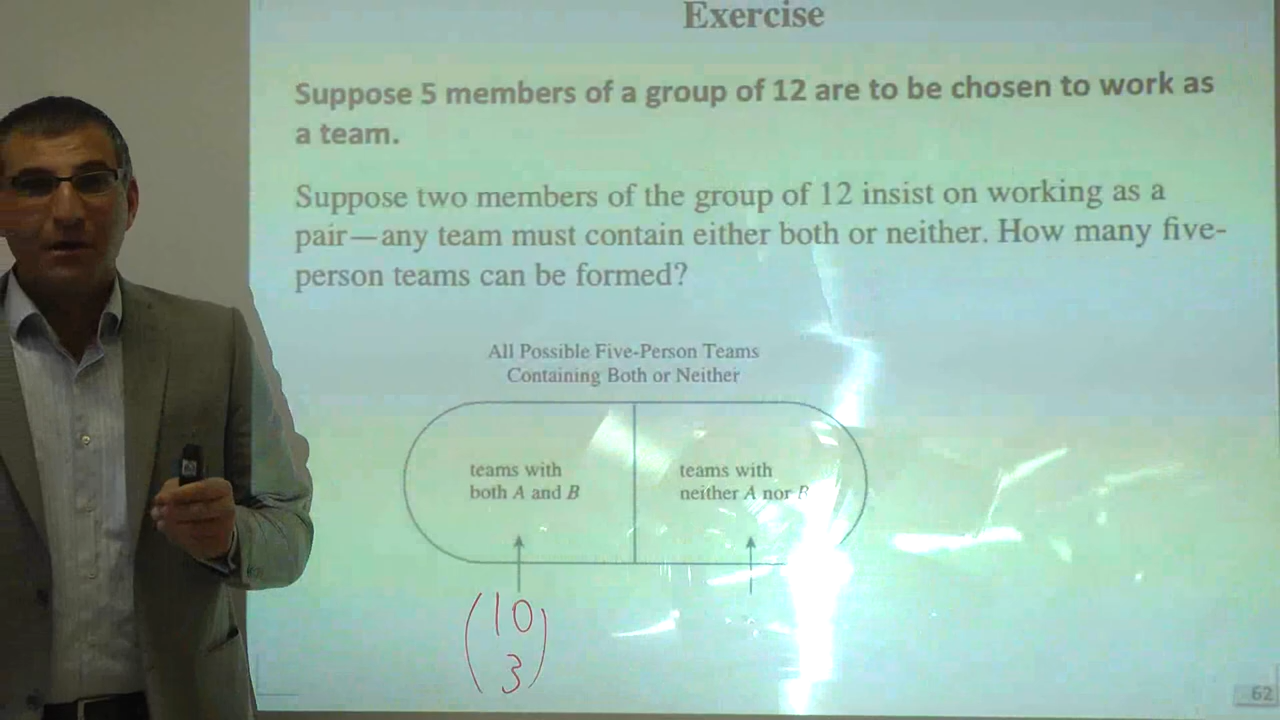 Exercise
Suppose 5 members of a group of 12 are to be chosen to work as
a team.
Suppose two members of the group of 12 insist on working as a
pair—any team must contain either both or neither. How many five-
person teams can be formed?
All Possible Five-Person Teams
Containing Both or Neither
teams with
both A and B
teams with
neither A nor B
(10
3)
62